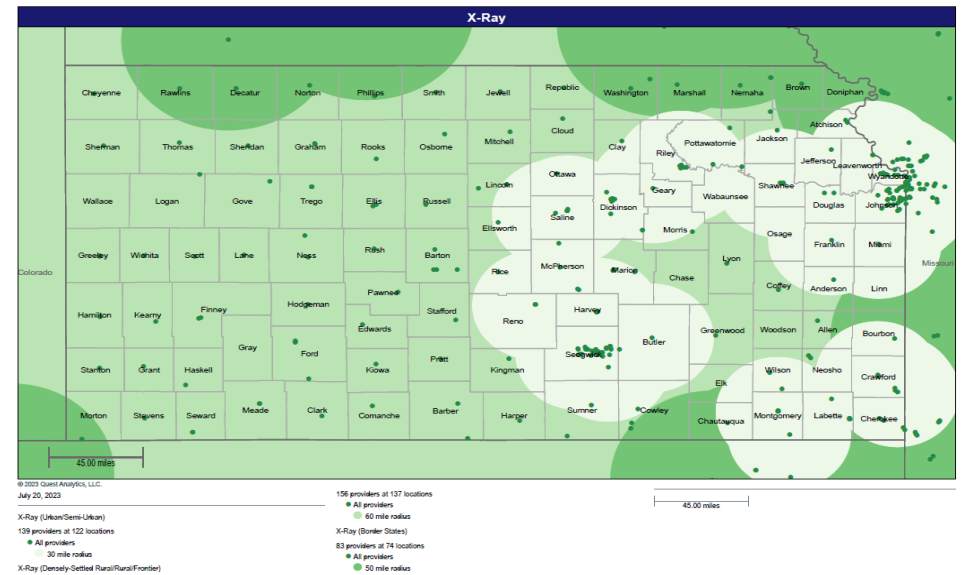 X-Ray
Cheyenne Rawlins Decatur Norton Phillips Smith Jewell Republic Washington Marshall Nemaha Brown Doniphan
Atchison
Sherman Thomas Sheridan Graham Rooks Osborne Mitchell Cloud Clay Riley Pottawatomie Jackson
Jefferson Leavenworth
Wyandotte
Wallace Logan Gove Trego Ellis Russell Lincoln Ottawa Saline Dickinson Geary Wabaunsee Shawnee Douglas Johnson
Ellsworth Morris Osage
Greeley Wichita Scott Lane Ness Rush Barton Rice McPherson Marion Chase Lyon Franklin Miami
Colorado Missouri
Hamilton Kearny Finney Hodgeman Pawnee Stafford Reno Harvey Coffey Anderson Linn
Gray Ford Edwards Pratt Sedgwick Butler Greenwood Woodson Allen Bourbon
Stanton Grant Haskell Kiowa Kingman Elk Wilson Neosho Crawford
Morton Stevens Seward Meade Clark Comanche Barber Harper Sumner Cowley Chautauqua Montgomery Labette Cherokee
45.00 miles
© 2023 Quest Analytics, LLC.
July 20, 2023
X-Ray (Urban/Semi-Urban)
139 providers at 122 locations
All providers
30 mile radius
X-Ray (Densely-Settled Rural/Rural/Frontier)
156 providers at 137 locations
All providers
60 mile radius
X-Ray (Border States)
83 providers at 74 locations
All providers
50 mile radius
45.00 miles